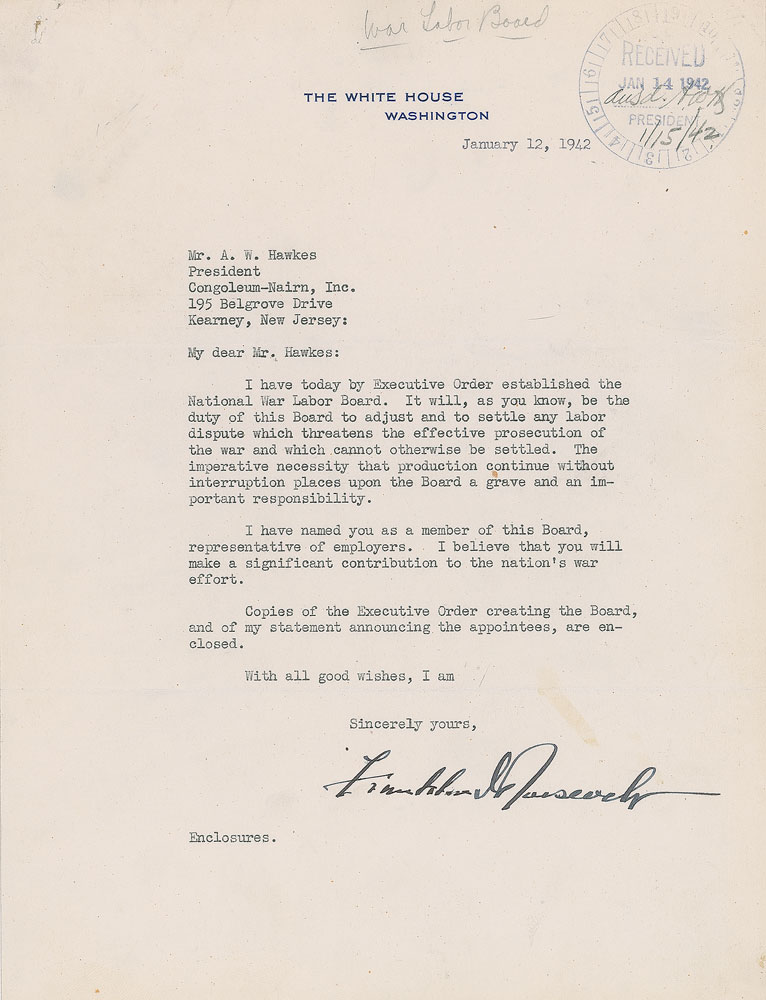 War Labor Board
RECEIVED
JAN 14 1942
ansd.
PRESIDENT
1/15/42
THE WHITE HOUSE
WASHINGTON
January 12, 1942
Mr. A. W. Hawkes
President
Congoleum-Nairn, Inc.
195 Belgrove Drive
Kearney, New Jersey:
My dear Mr. Hawkes:
I have today by Executive Order established the
National War Labor Board. It will, as you know, be the
duty of this Board to adjust and to settle any labor
dispute which threatens the effective prosecution of
the war and which cannot otherwise be settled. The
imperative necessity that production continue without
interruption places upon the Board a grave and an im-
portant responsibility.
I have named you as a member of this Board,
representative of employers. I believe that you will
make a significant contribution to the nation's war
effort.
Copies of the Executive Order creating the Board,
and of my statement announcing the appointees, are en-
closed.
With all good wishes, I am
Sincerely yours,
Franklin D Roosevelt
Enclosures.